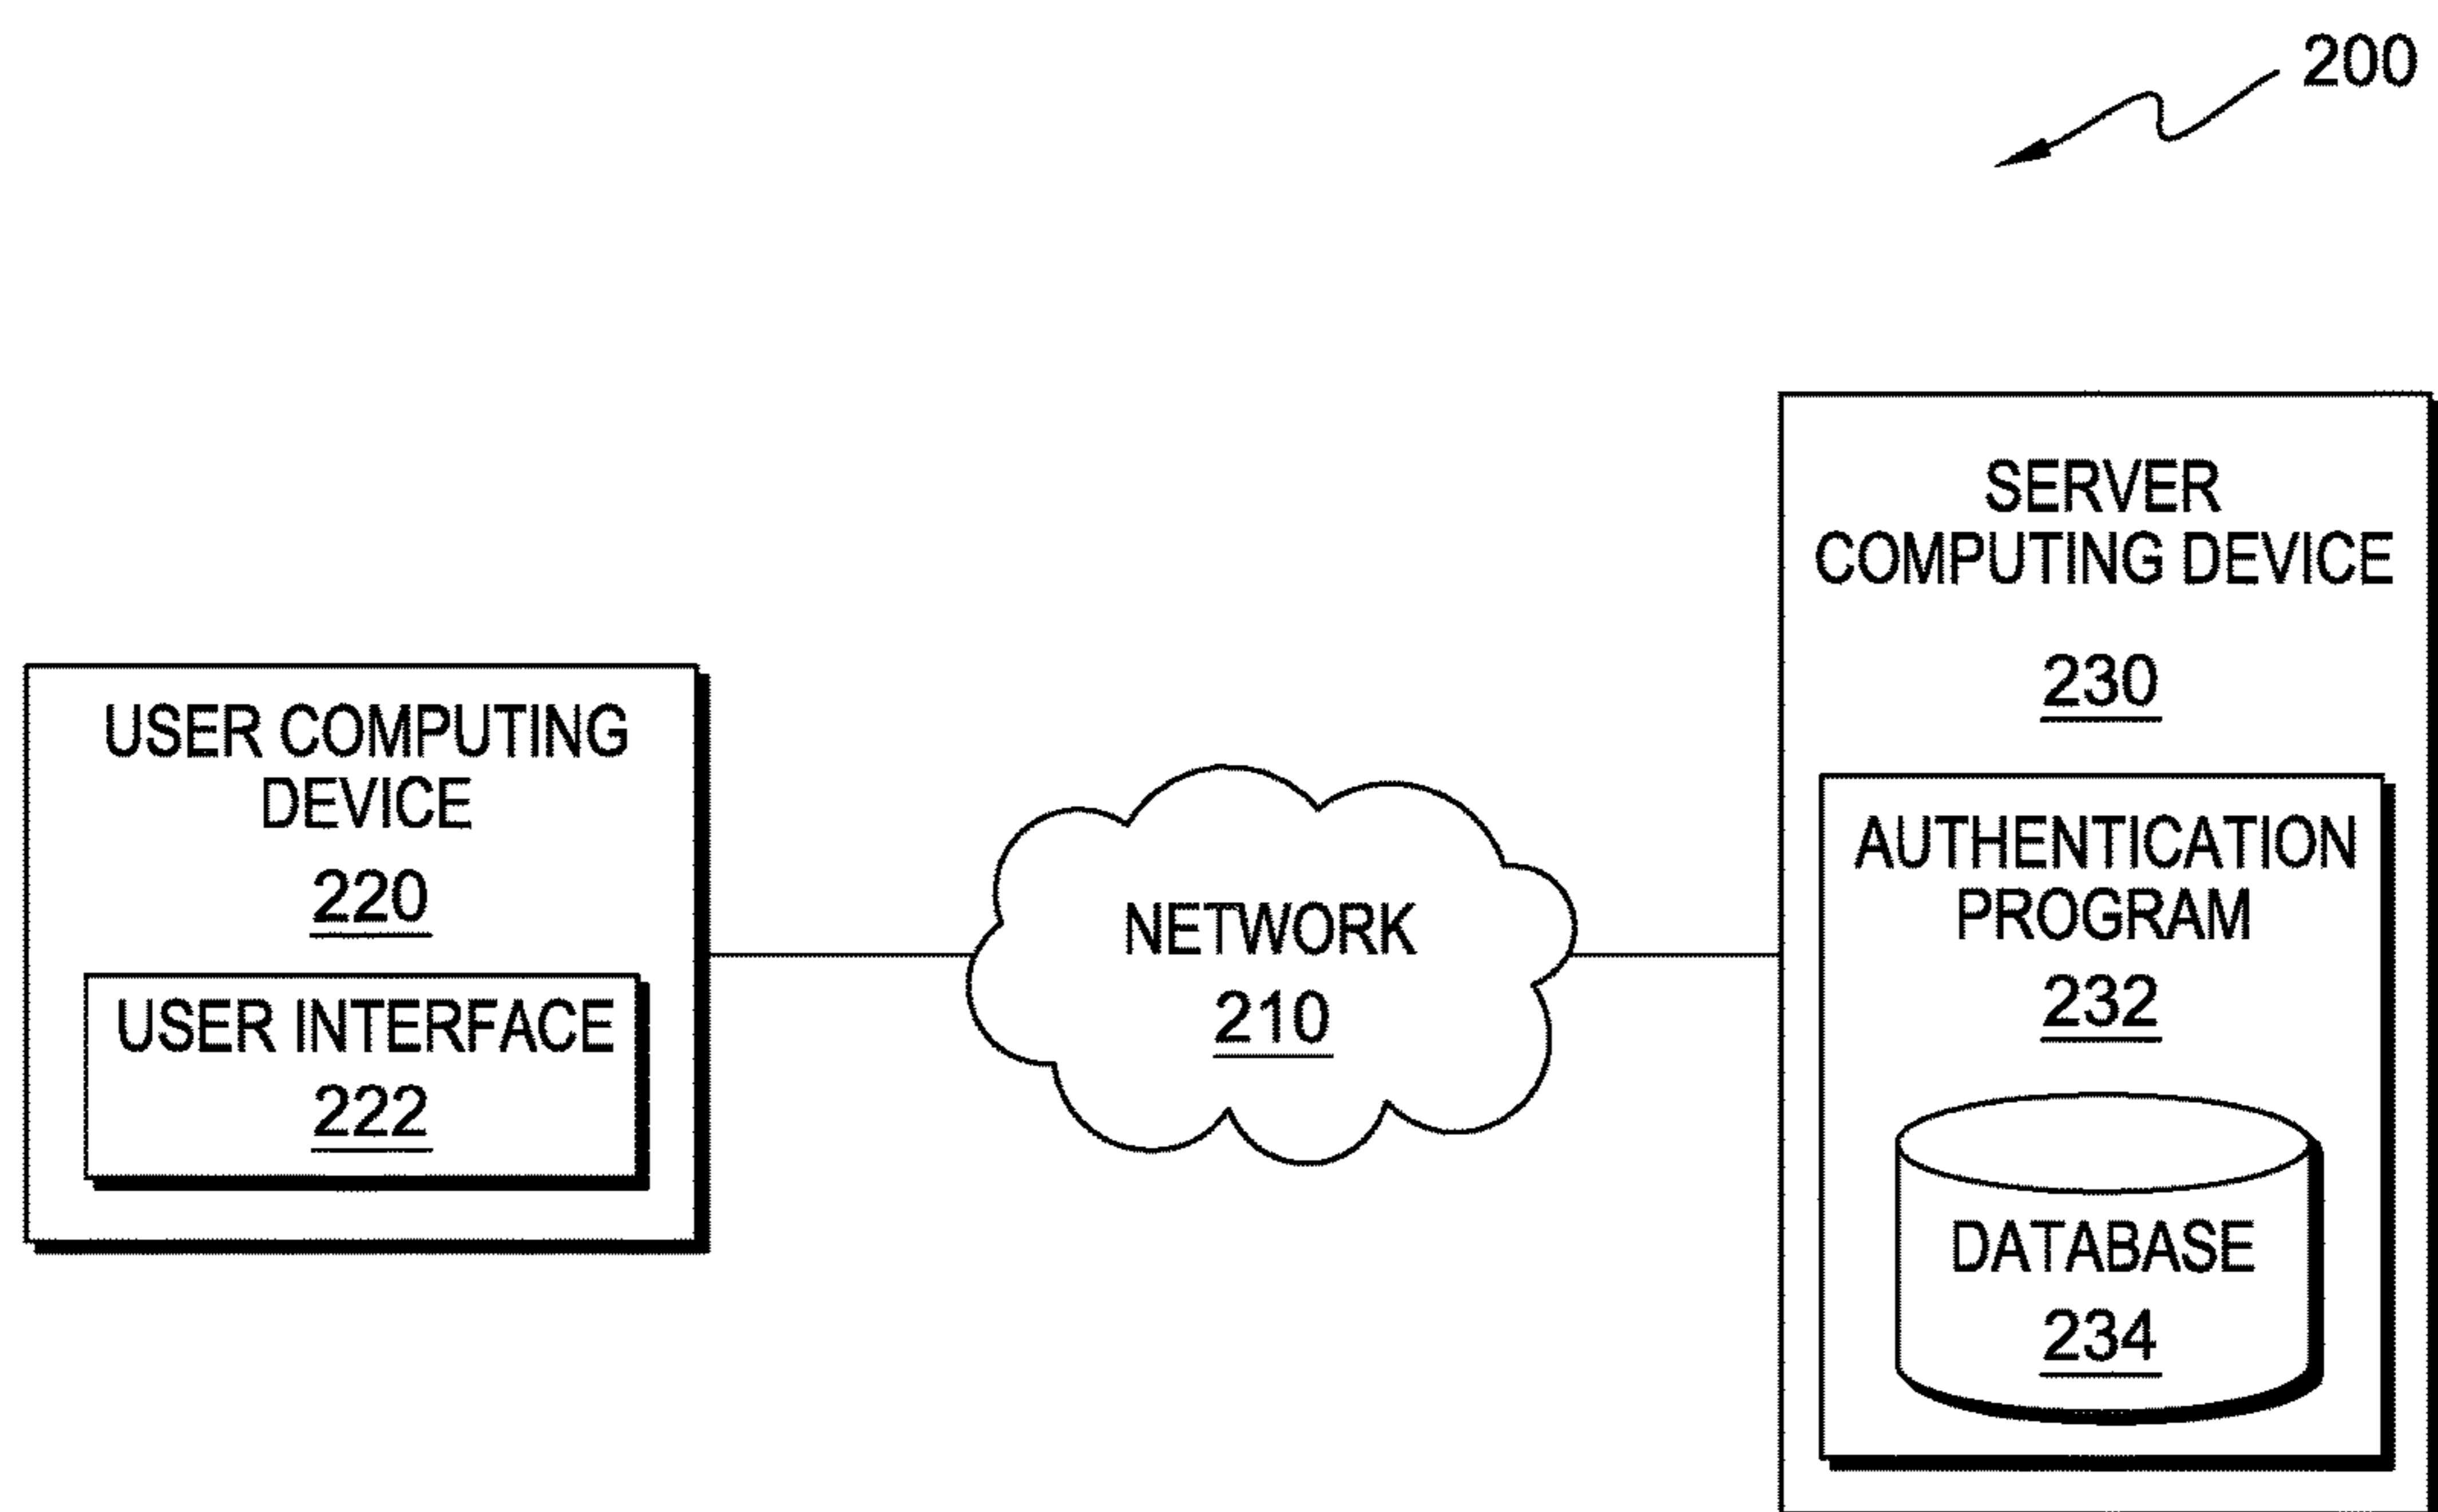 200
USER COMPUTING
DEVICE
220
USER INTERFACE
222
NETWORK
210
SERVER
COMPUTING DEVICE
230
AUTHENTICATION
PROGRAM
232
DATABASE
234